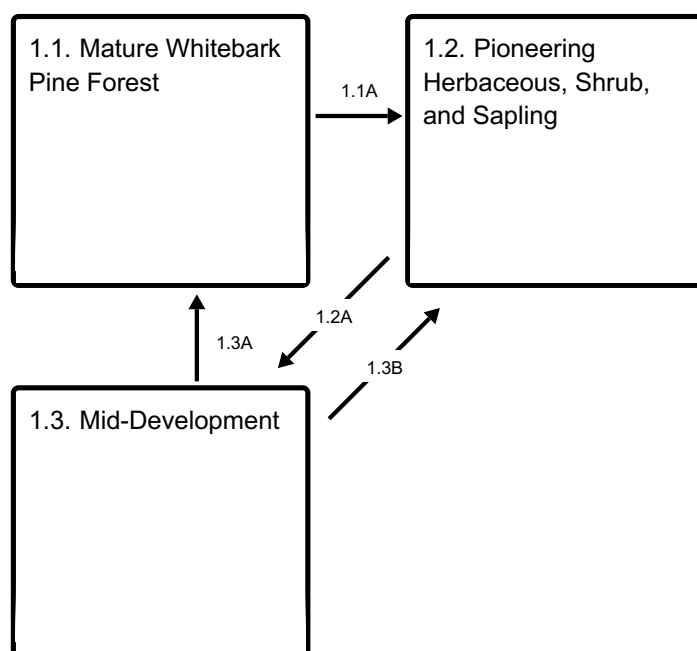 1.1. Mature Whitebark
Pine Forest
1.1A
1.2. Pioneering
Herbaceous, Shrub,
and Sapling
1.2A
1.3A
1.3B
1.3. Mid-Development